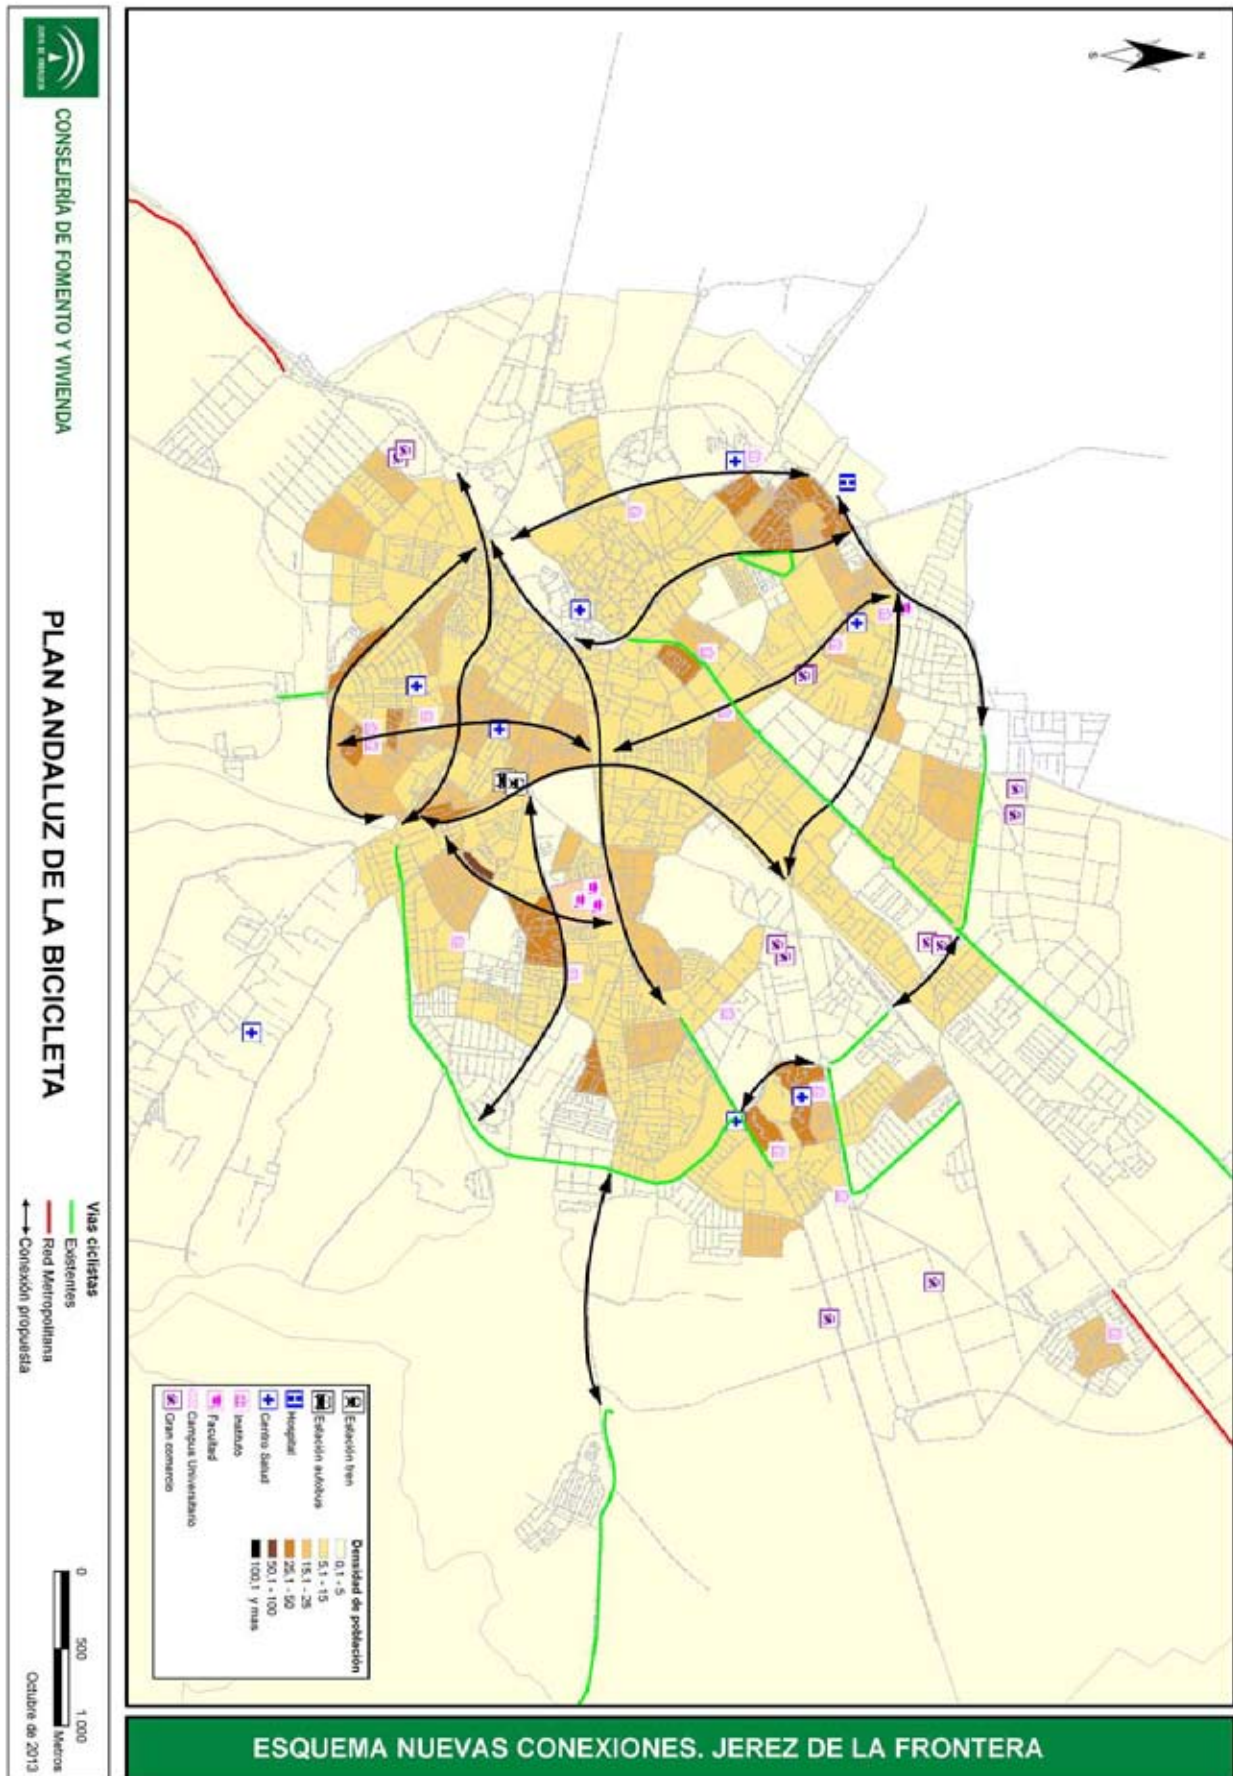 JUNTA DE ANDALUCIA
CONSEJERÍA DE FOMENTO Y VIVIENDA
PLAN ANDALUZ DE LA BICICLETA
Vías ciclistas
Existentes
Red Metropolitana
Conexión propuesta
0 500 1.000
Metros
Octubre de 2013
N
S
H
Estación tren
Estación autobus
Hospital
Centro Salud
Instituto
Facultad
Campus Universitario
Gran comercio
Densidad de población
0,1 - 5
5,1 - 15
15,1 - 25
25,1 - 50
50,1 - 100
100,1 y mas
ESQUEMA NUEVAS CONEXIONES. JEREZ DE LA FRONTERA